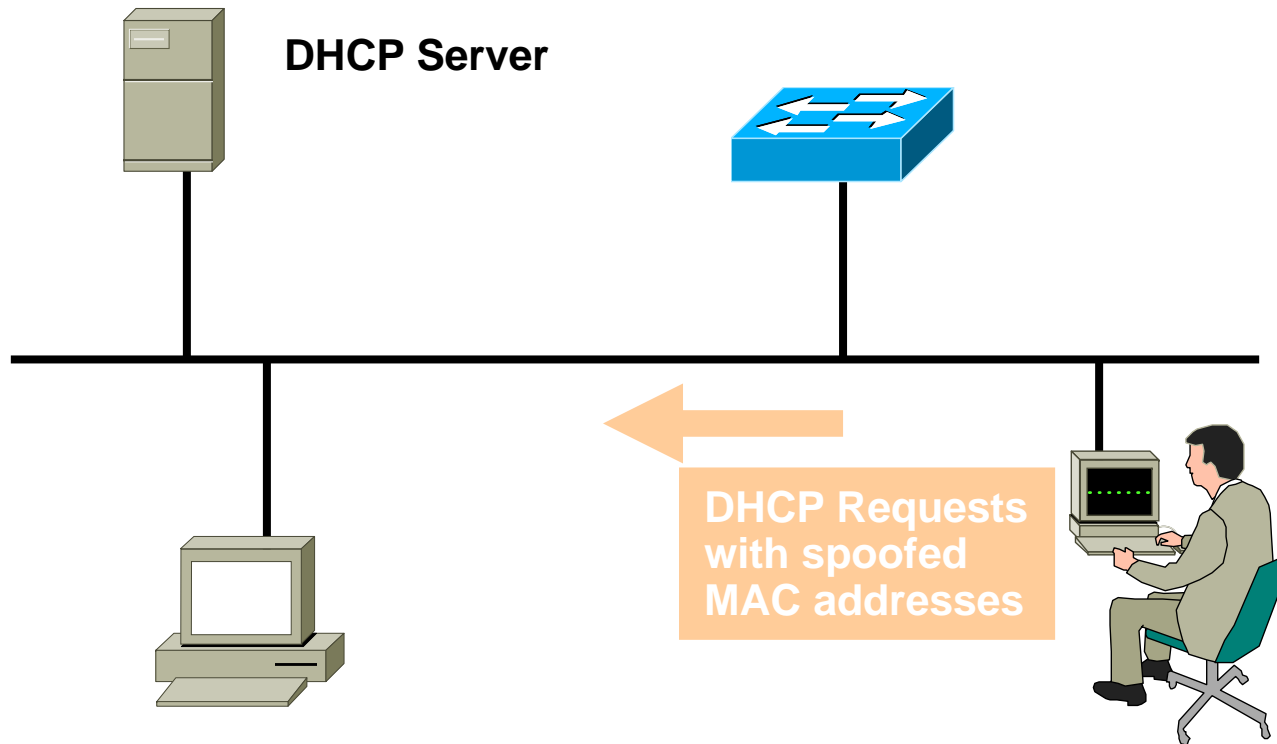 DHCP Server
DHCP Requests
with spoofed
MAC addresses